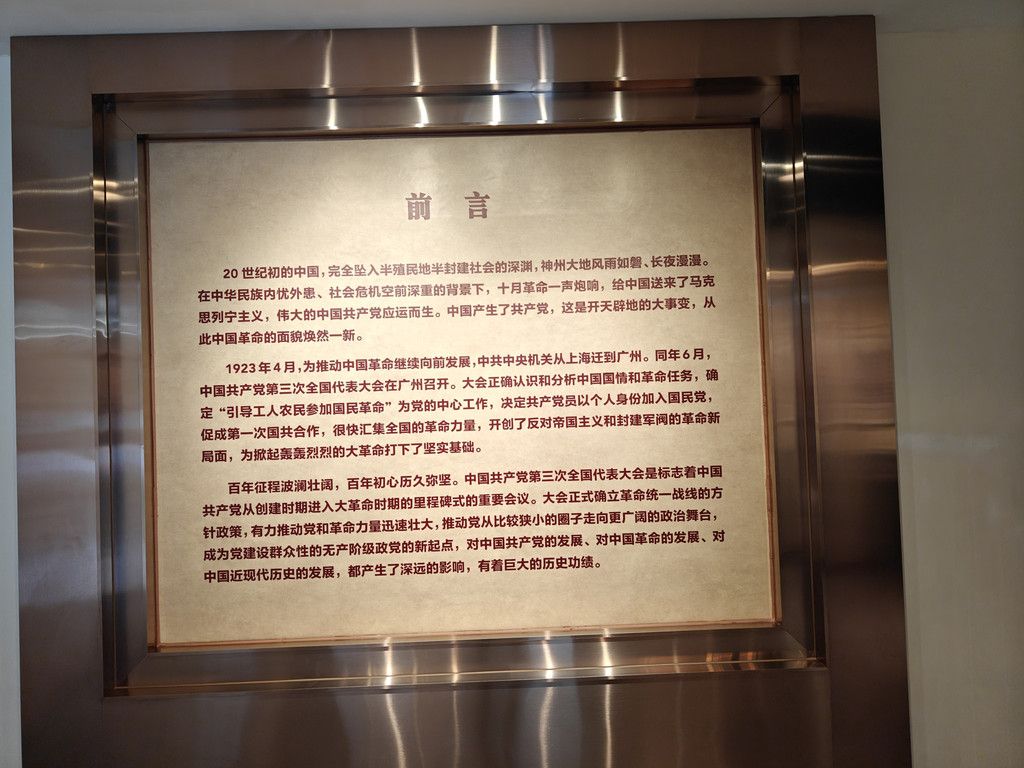 前 言
20世纪初的中国,完全坠入半殖民地半封建社会的深渊,神州大地风雨如磐、长夜漫漫。
在中华民族内忧外患、社会危机空前深重的背景下，十月革命一声炮响，给中国送来了马克
思列宁主义，伟大的中国共产党应运而生。中国产生了共产党，这是开天辟地的大事变，从
此中国革命的面貌焕然一新。
1923年4月,为推动中国革命继续向前发展,中共中央机关从上海迁到广州。同年6月，
中国共产党第三次全国代表大会在广州召开。大会正确认识和分析中国国情和革命任务，确
定“引导工人农民参加国民革命”为党的中心工作，决定共产党员以个人身份加入国民党，
促成第一次国共合作，很快汇集全国的革命力量，开创了反对帝国主义和封建军阀的革命新
局面，为掀起轰轰烈烈的大革命打下了坚实基础。
百年征程波澜壮阔，百年初心历久弥坚。中国共产党第三次全国代表大会是标志着中国
共产党从创建时期进入大革命时期的里程碑式的重要会议。大会正式确立革命统一战线的方
针政策，有力推动党和革命力量迅速壮大，推动党从比较狭小的圈子走向更广阔的政治舞台，
成为党建设群众性的无产阶级政党的新起点，对中国共产党的发展、对中国革命的发展、对
中国近现代历史的发展，都产生了深远的影响，有着巨大的历史功绩。